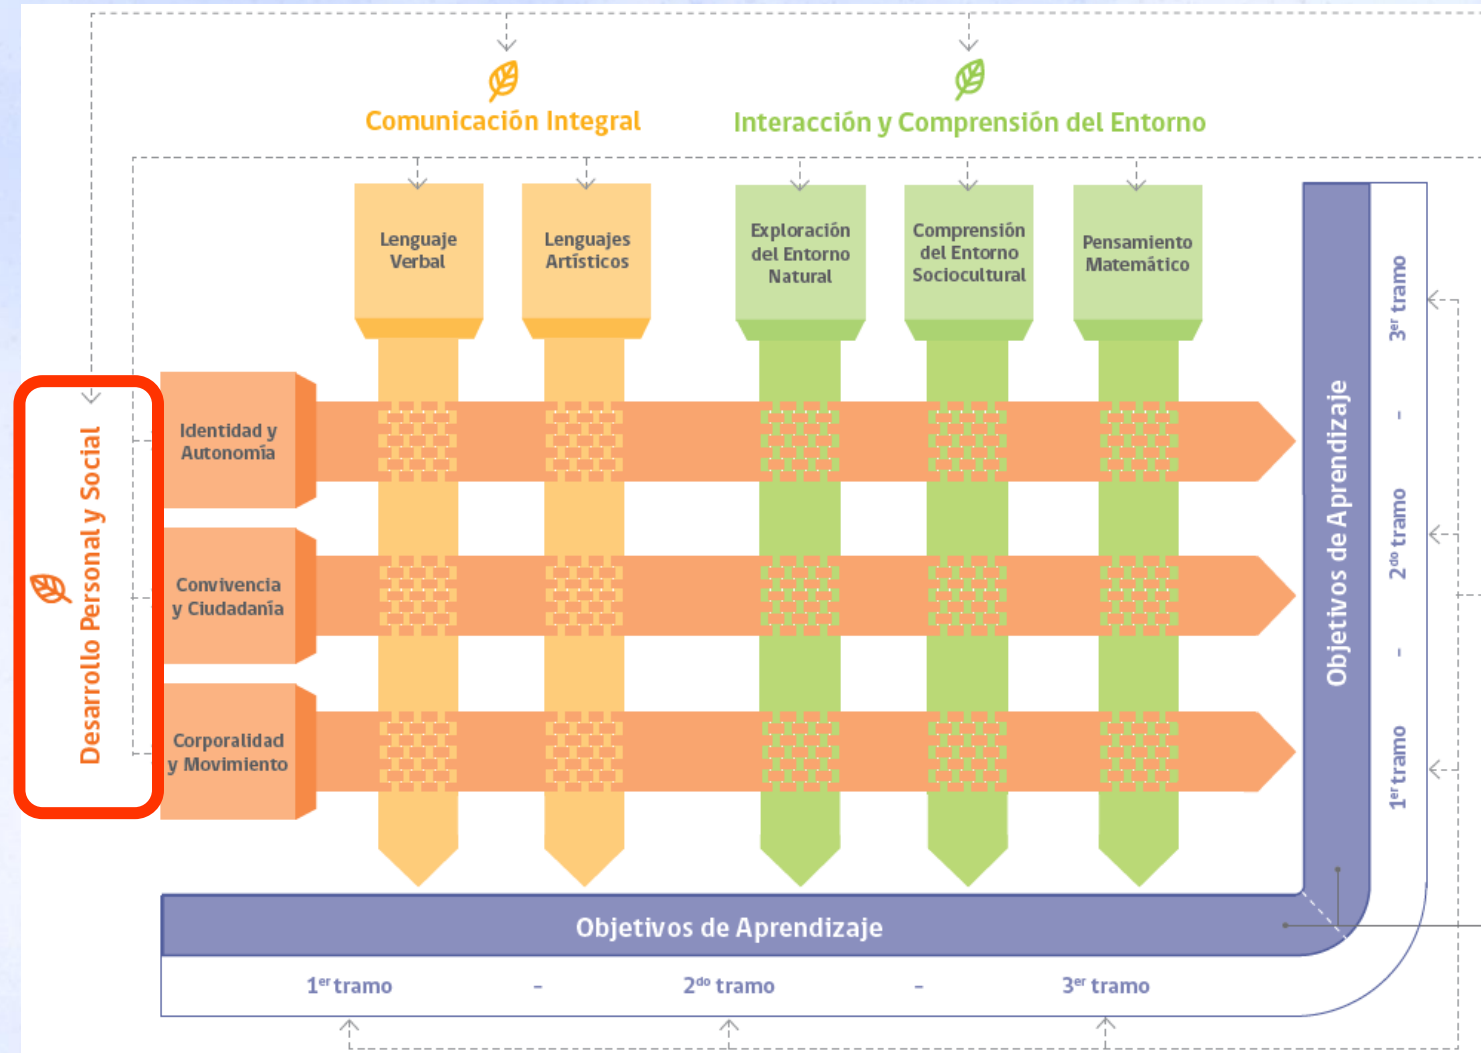 Comunicación Integral
Interacción y Comprensión del Entorno
Lenguaje
Verbal
Lenguajes
Artísticos
Exploración
del Entorno
Natural
Comprensión
del Entorno
Sociocultural
Pensamiento
Matemático
Desarrollo Personal y Social
Identidad y
Autonomía
Convivencia
y Ciudadanía
Corporalidad
y Movimiento
Objetivos de Aprendizaje
1er tramo - 2do tramo - 3er tramo
Objetivos de Aprendizaje
1er tramo - 2do tramo - 3er tramo